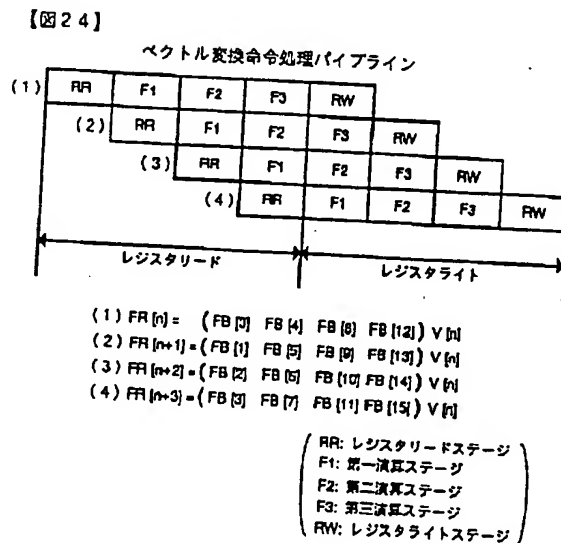 【図24】
ベクトル変換命令処理パイプライン
(1) RR F1 F2 F3 RW
(2) RR F1 F2 F3 RW
(3) RR F1 F2 F3 RW
(4) RR F1 F2 F3 RW
レジスタリード レジスタライト
(1) FR [n] = (FB [3] FB [4] FB [8] FB [12]) V [n]
(2) FR [n+1] = (FB [1] FB [5] FB [9] FB [13]) V [n]
(3) FR [n+2] = (FB [2] FB [6] FB [10] FB [14]) V [n]
(4) FR [n+3] = (FB [3] FB [7] FB [11] FB [15]) V [n]
RR: レジスタリードステージ
F1: 第一演算ステージ
F2: 第二演算ステージ
F3: 第三演算ステージ
RW: レジスタライトステージ